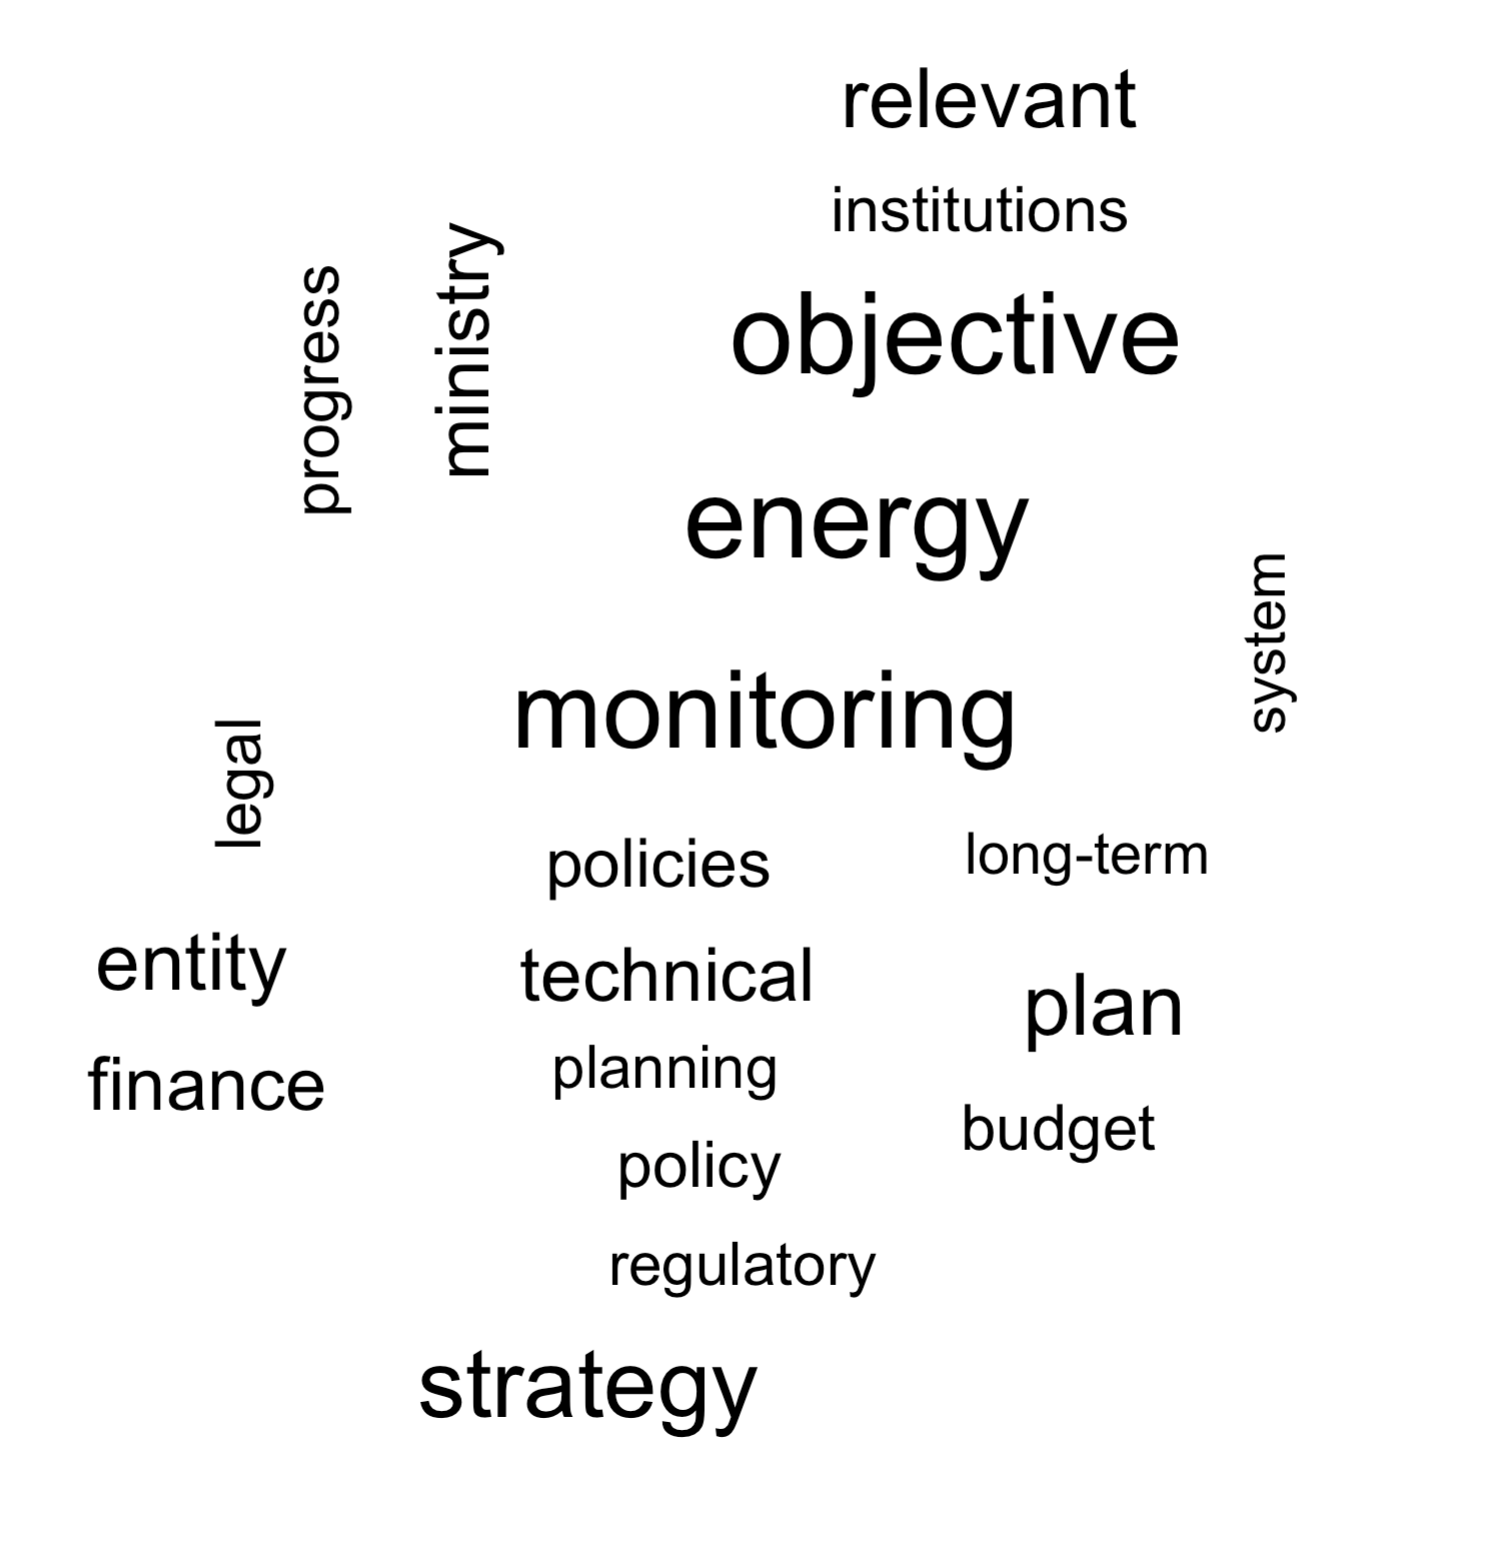 relevant
institutions
ministry
progress
objective
energy
system
monitoring
legal
policies
long-term
entity
technical
plan
finance
planning
budget
policy
regulatory
strategy